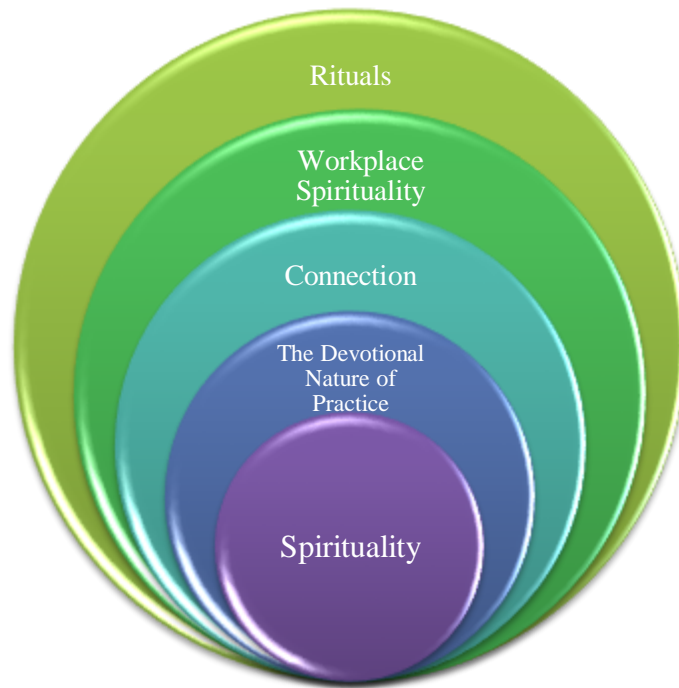 Rituals
Workplace
Spirituality
Connection
The Devotional
Nature of
Practice
Spirituality